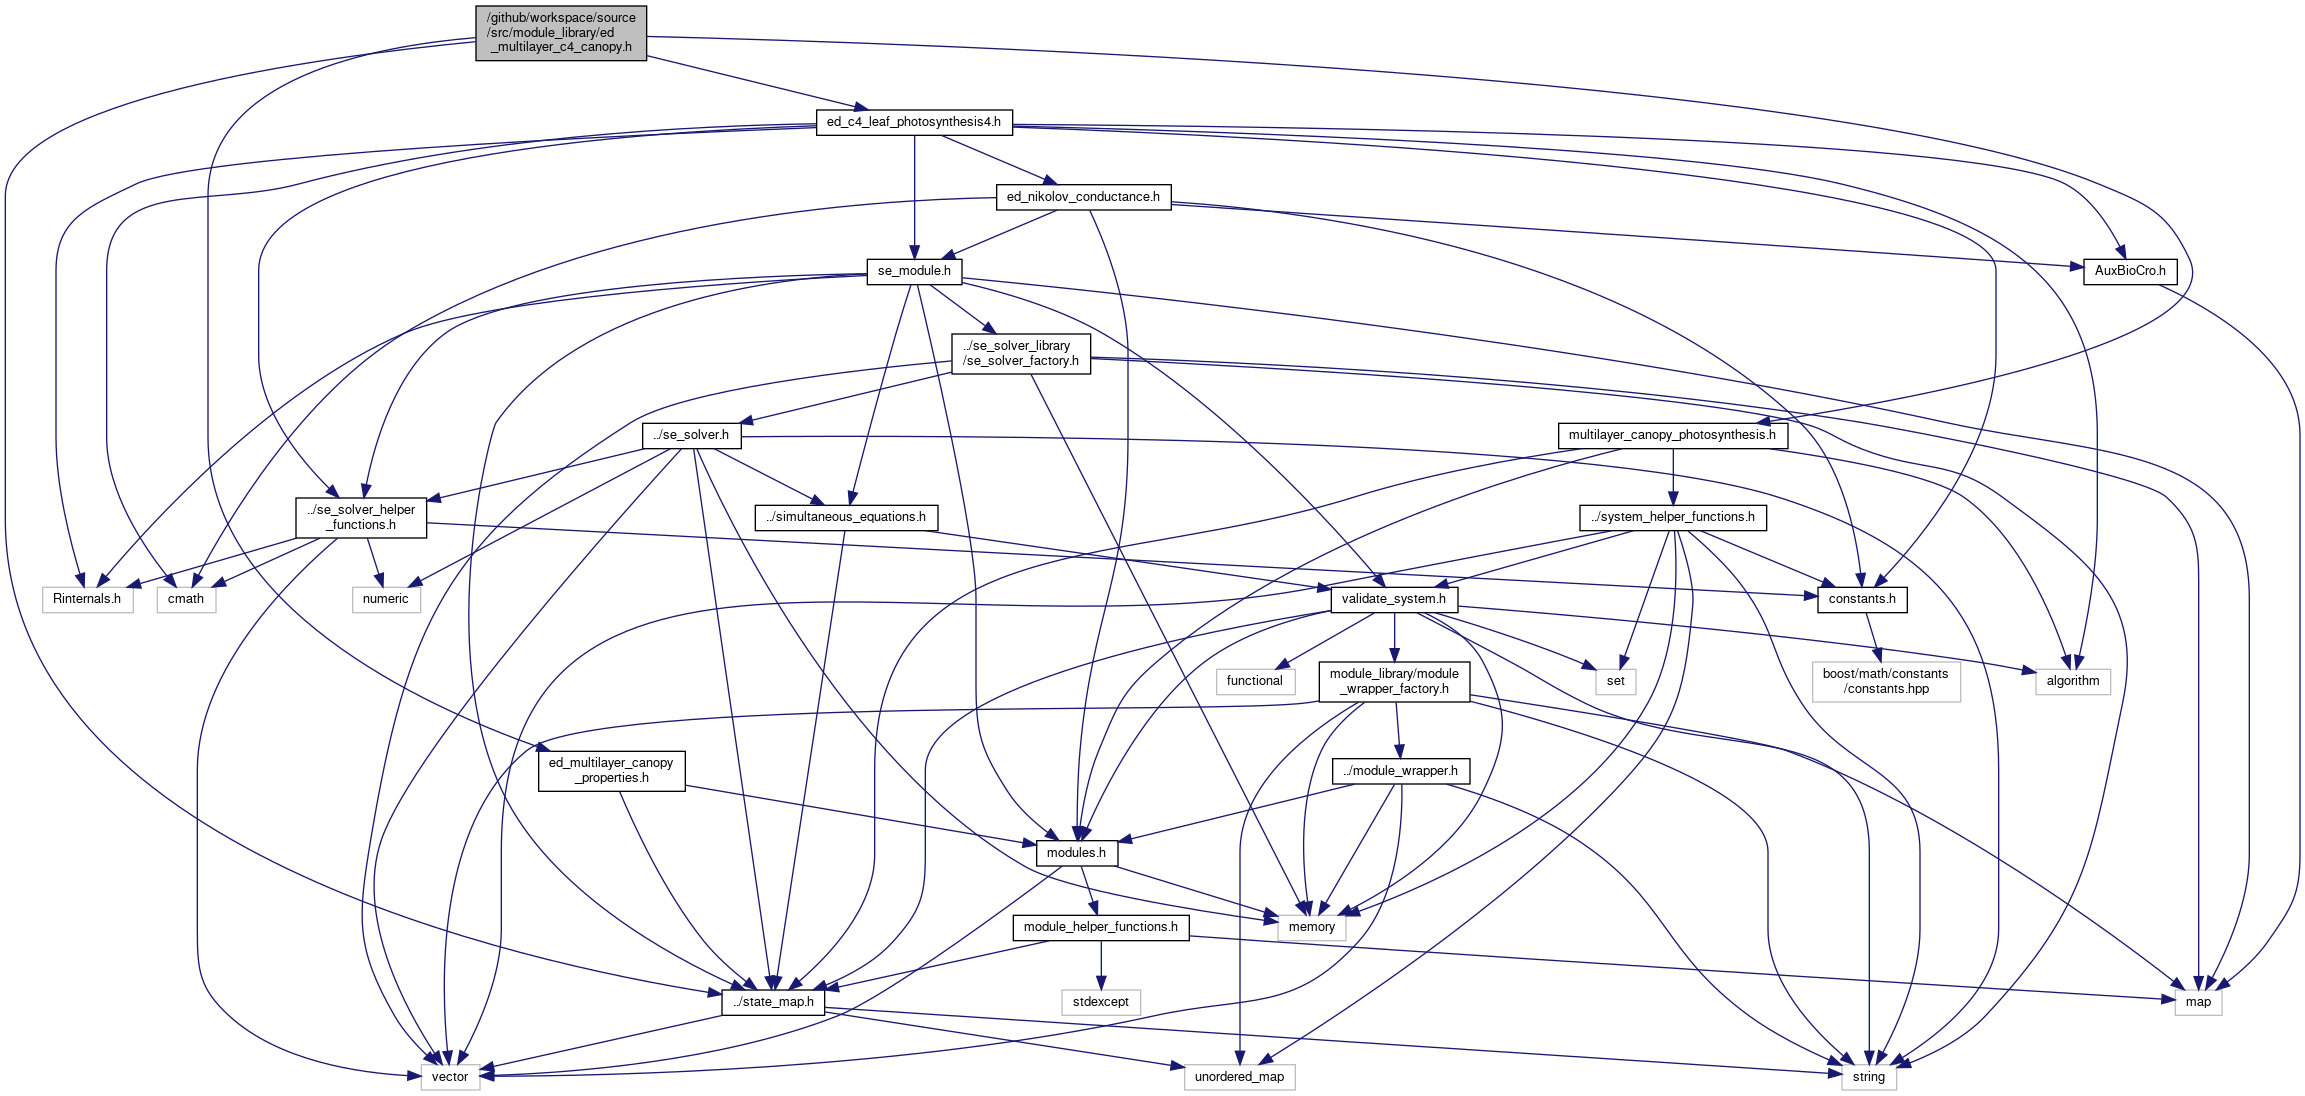 /github/workspace/source
/src/module_library/ed
_multilayer_c4_canopy.h
ed_c4_leaf_photosynthesis4.h
ed_nikolov_conductance.h
se_module.h
AuxBioCro.h
../se_solver_library
/se_solver_factory.h
../se_solver.h
multilayer_canopy_photosynthesis.h
../se_solver_helper
_functions.h
../simultaneous_equations.h
../system_helper_functions.h
Rinternals.h
cmath
numeric
validate_system.h
constants.h
functional
module_library/module
_wrapper_factory.h
set
boost/math/constants
/constants.hpp
algorithm
ed_multilayer_canopy
_properties.h
../module_wrapper.h
modules.h
module_helper_functions.h
memory
../state_map.h
stdexcept
map
vector
unordered_map
string